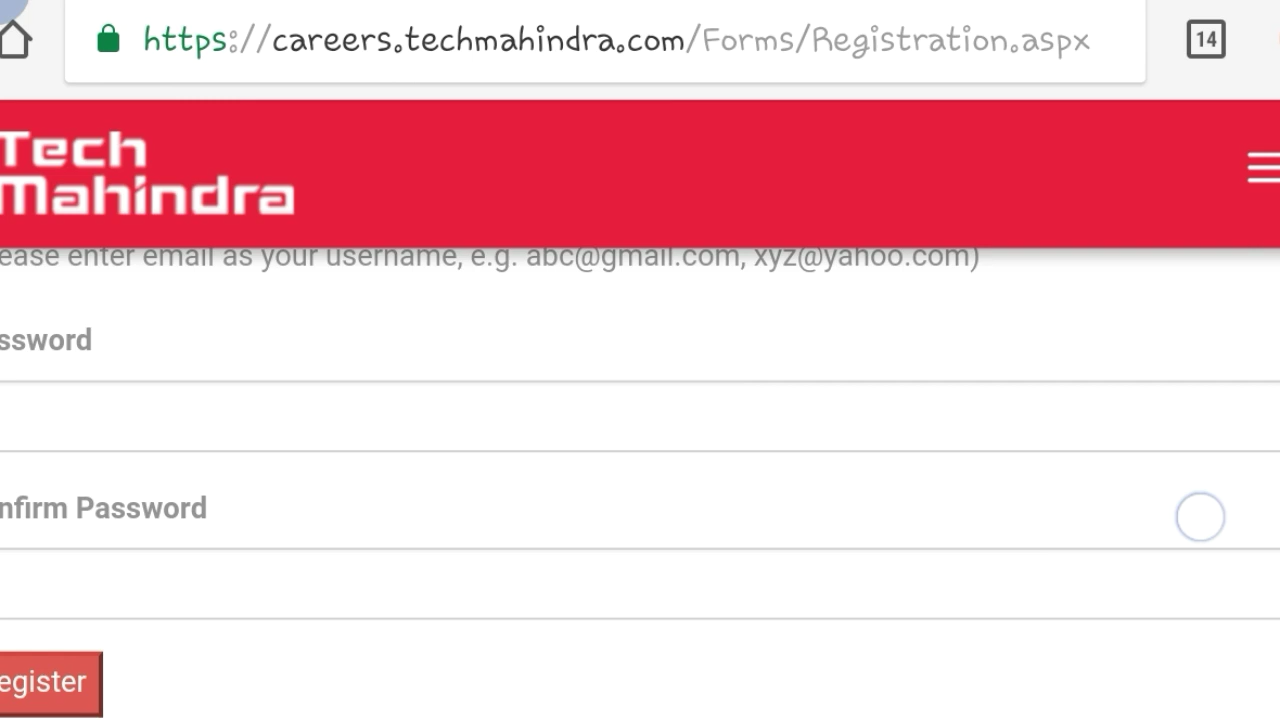 https://careers.techmahindra.com/Forms/Registration.aspx
14
Tech
Mahindra
ease enter email as your username, e.g. abc@gmail.com, xyz@yahoo.com)
ssword
nfirm Password
egister